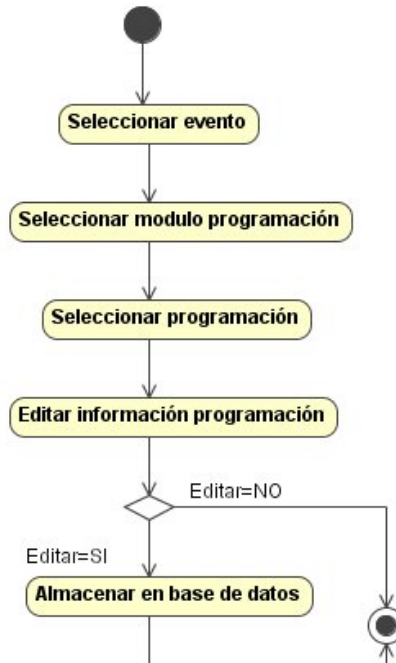 Seleccionar evento
Seleccionar modulo programación
Seleccionar programación
Editar información programación
Editar=NO
Editar=SI
Almacenar en base de datos